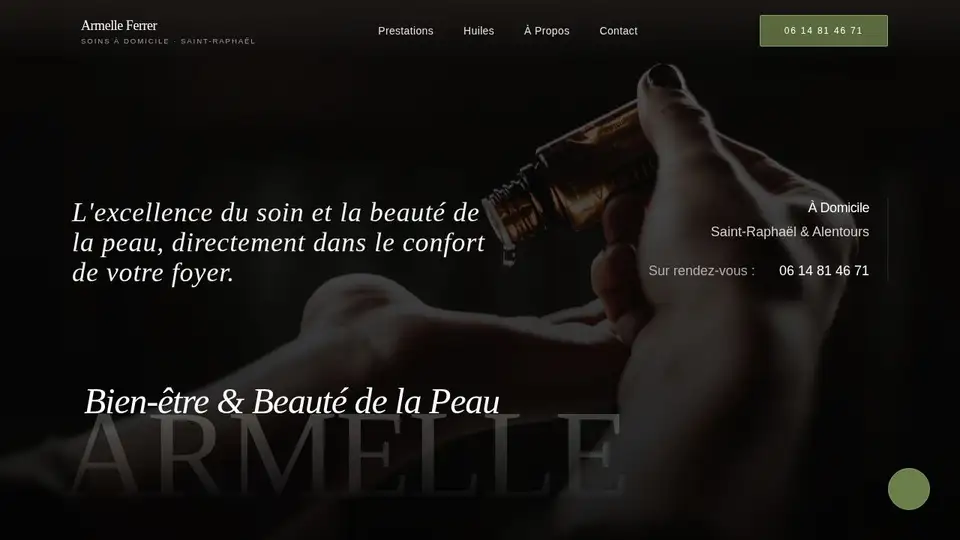 Armelle Ferrer
SOINS À DOMICILE · SAINT-RAPHAËL
Prestations
Huiles
À Propos
Contact
06 14 81 46 71
L'excellence du soin et la beauté de
la peau, directement dans le confort
de votre foyer.
À Domicile
Saint-Raphaël & Alentours
Sur rendez-vous : 06 14 81 46 71
Bien-être & Beauté de la Peau
ARMELLE